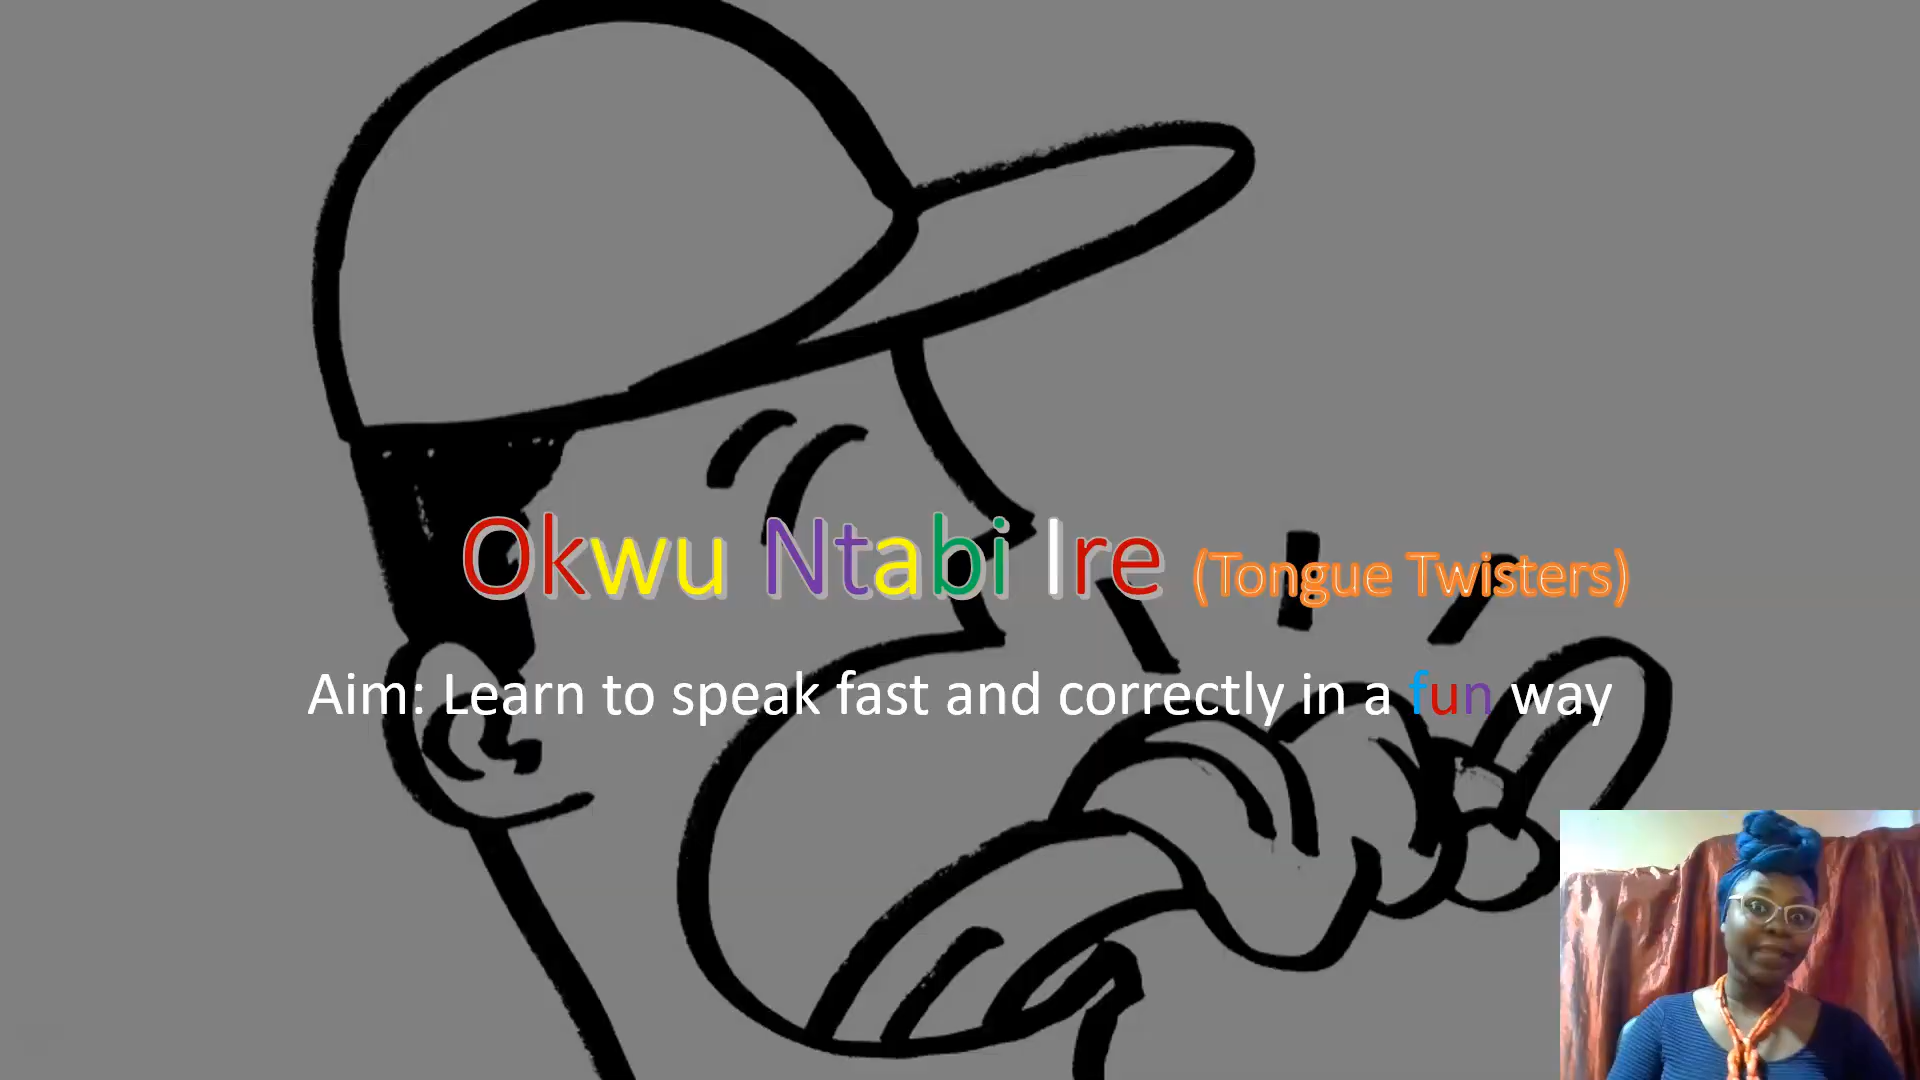 Okwu Ntabi Ire (Tongue Twisters)
Aim: Learn to speak fast and correctly in a fun way